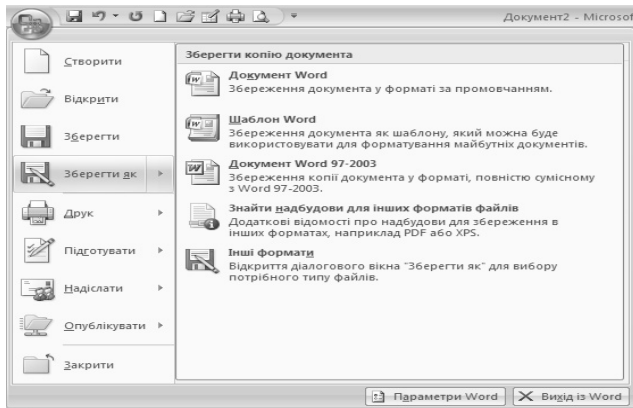 Документ2 - Microsof
Створити
Відкрити
Зберегти
Зберегти як
Друк
Підготувати
Надіслати
Опублікувати
Закрити
Зберегти копію документа
Документ Word
Збереження документа у форматі за промовчанням.
Шаблон Word
Збереження документа як шаблону, який можна буде
використовувати для форматування майбутніх документів.
Документ Word 97-2003
Збереження копії документа у форматі, повністю сумісному
з Word 97-2003.
Знайти надбудови для інших форматів файлів
Додаткові відомості про надбудови для збереження в
інших форматах, наприклад PDF або XPS.
Інші формати
Відкриття діалогового вікна "Зберегти як" для вибору
потрібного типу файлів.
Параметри Word
Вихід із Word